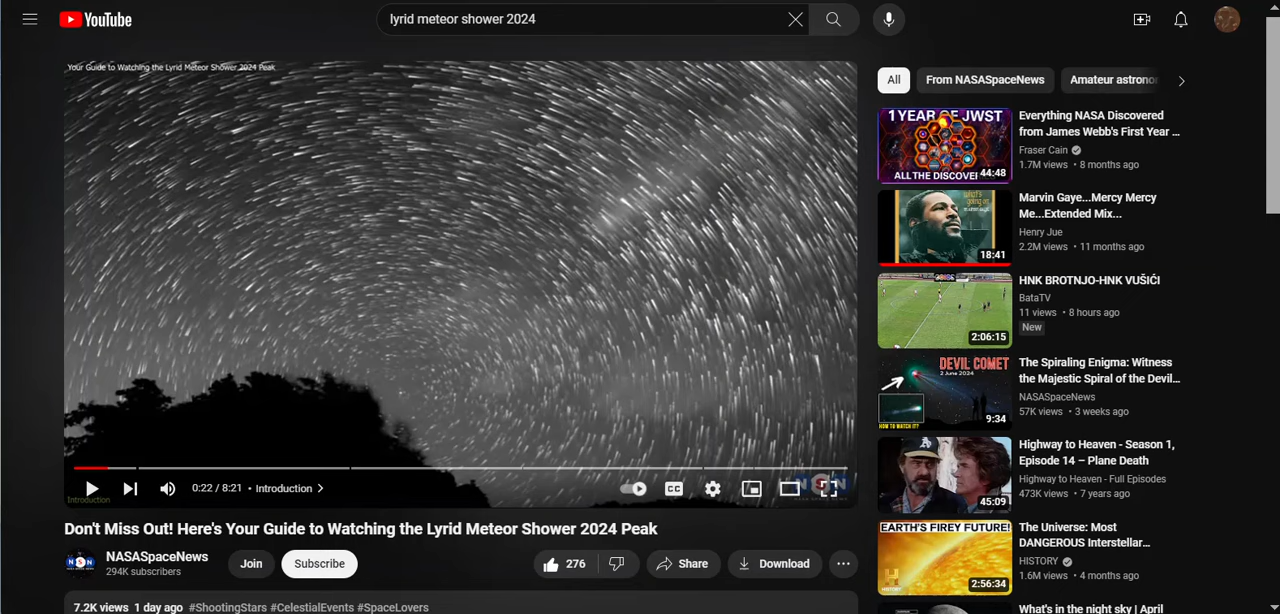 YouTube
lyrid meteor shower 2024
Your Guide to Watching the Lyrid Meteor Shower 2024 Peak
Introduction
0:22 / 8:21 • Introduction
CC
NSN
Don't Miss Out! Here's Your Guide to Watching the Lyrid Meteor Shower 2024 Peak
NSN
NASASpaceNews
294K subscribers
Join
Subscribe
276
Share
Download
7.2K views 1 day ago #ShootingStars #CelestialEvents #SpaceLovers
All
From NASASpaceNews
Amateur astrono
1 YEAR OF JWST
ALL THE DISCOVE
44:48
Everything NASA Discovered
from James Webb's First Year ...
Fraser Cain
1.7M views • 8 months ago
what's going on
18:41
Marvin Gaye...Mercy Mercy
Me...Extended Mix...
Henry Jue
2.2M views • 11 months ago
2:06:15
HNK BROTNJO-HNK VUŠIĆI
BataTV
11 views • 8 hours ago
New
DEVIL COMET
2 June 2024
HOW TO WATCH IT?
9:34
The Spiraling Enigma: Witness
the Majestic Spiral of the Devil...
NASASpaceNews
57K views • 3 weeks ago
45:09
Highway to Heaven - Season 1,
Episode 14 – Plane Death
Highway to Heaven - Full Episodes
473K Views • 7 years ago
EARTH'S FIREY FUTURE!
H
HISTORY
2:56:34
The Universe: Most
DANGEROUS Interstellar...
HISTORY
1.6M views • 4 months ago
What's in the night sky | April